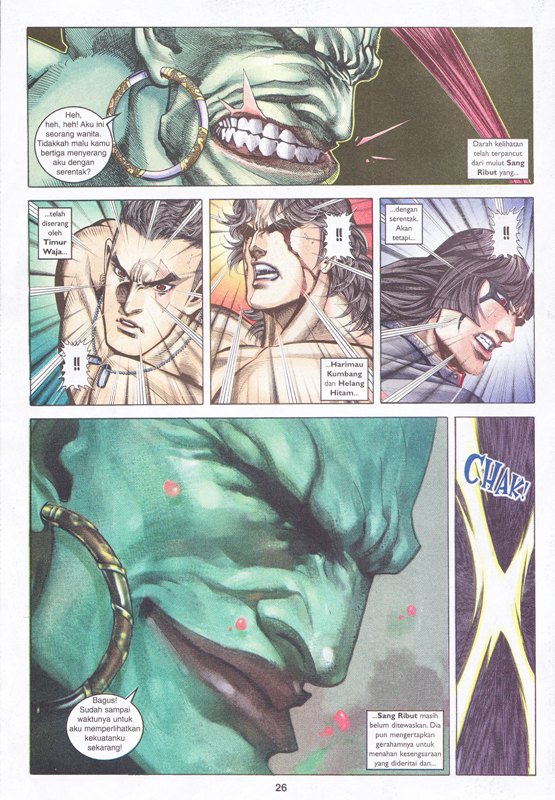 Heh,
heh, heh! Aku ini
seorang wanita.
Tidakkah malu kamu
bertiga menyerang
aku dengan
serentak?
Darah kelihatan
telah terpancut
dari mulut Sang
Ribut yang...
...telah
diserang
oleh
Timur
Waja...
!!
!!
...Harimau
Kumbang
dan Helang
Hitam...
...dengan
serentak.
Akan
tetapi...
!!
Bagus!
Sudah sampai
waktunya untuk
aku memperlihatkan
kekuatanku
sekarang!
...Sang Ribut masih
belum ditewaskan. Dia
pun mengertapkan
gerahamnya untuk
menahan kesengsaraan
yang dideritai dan...
CHAK!
26